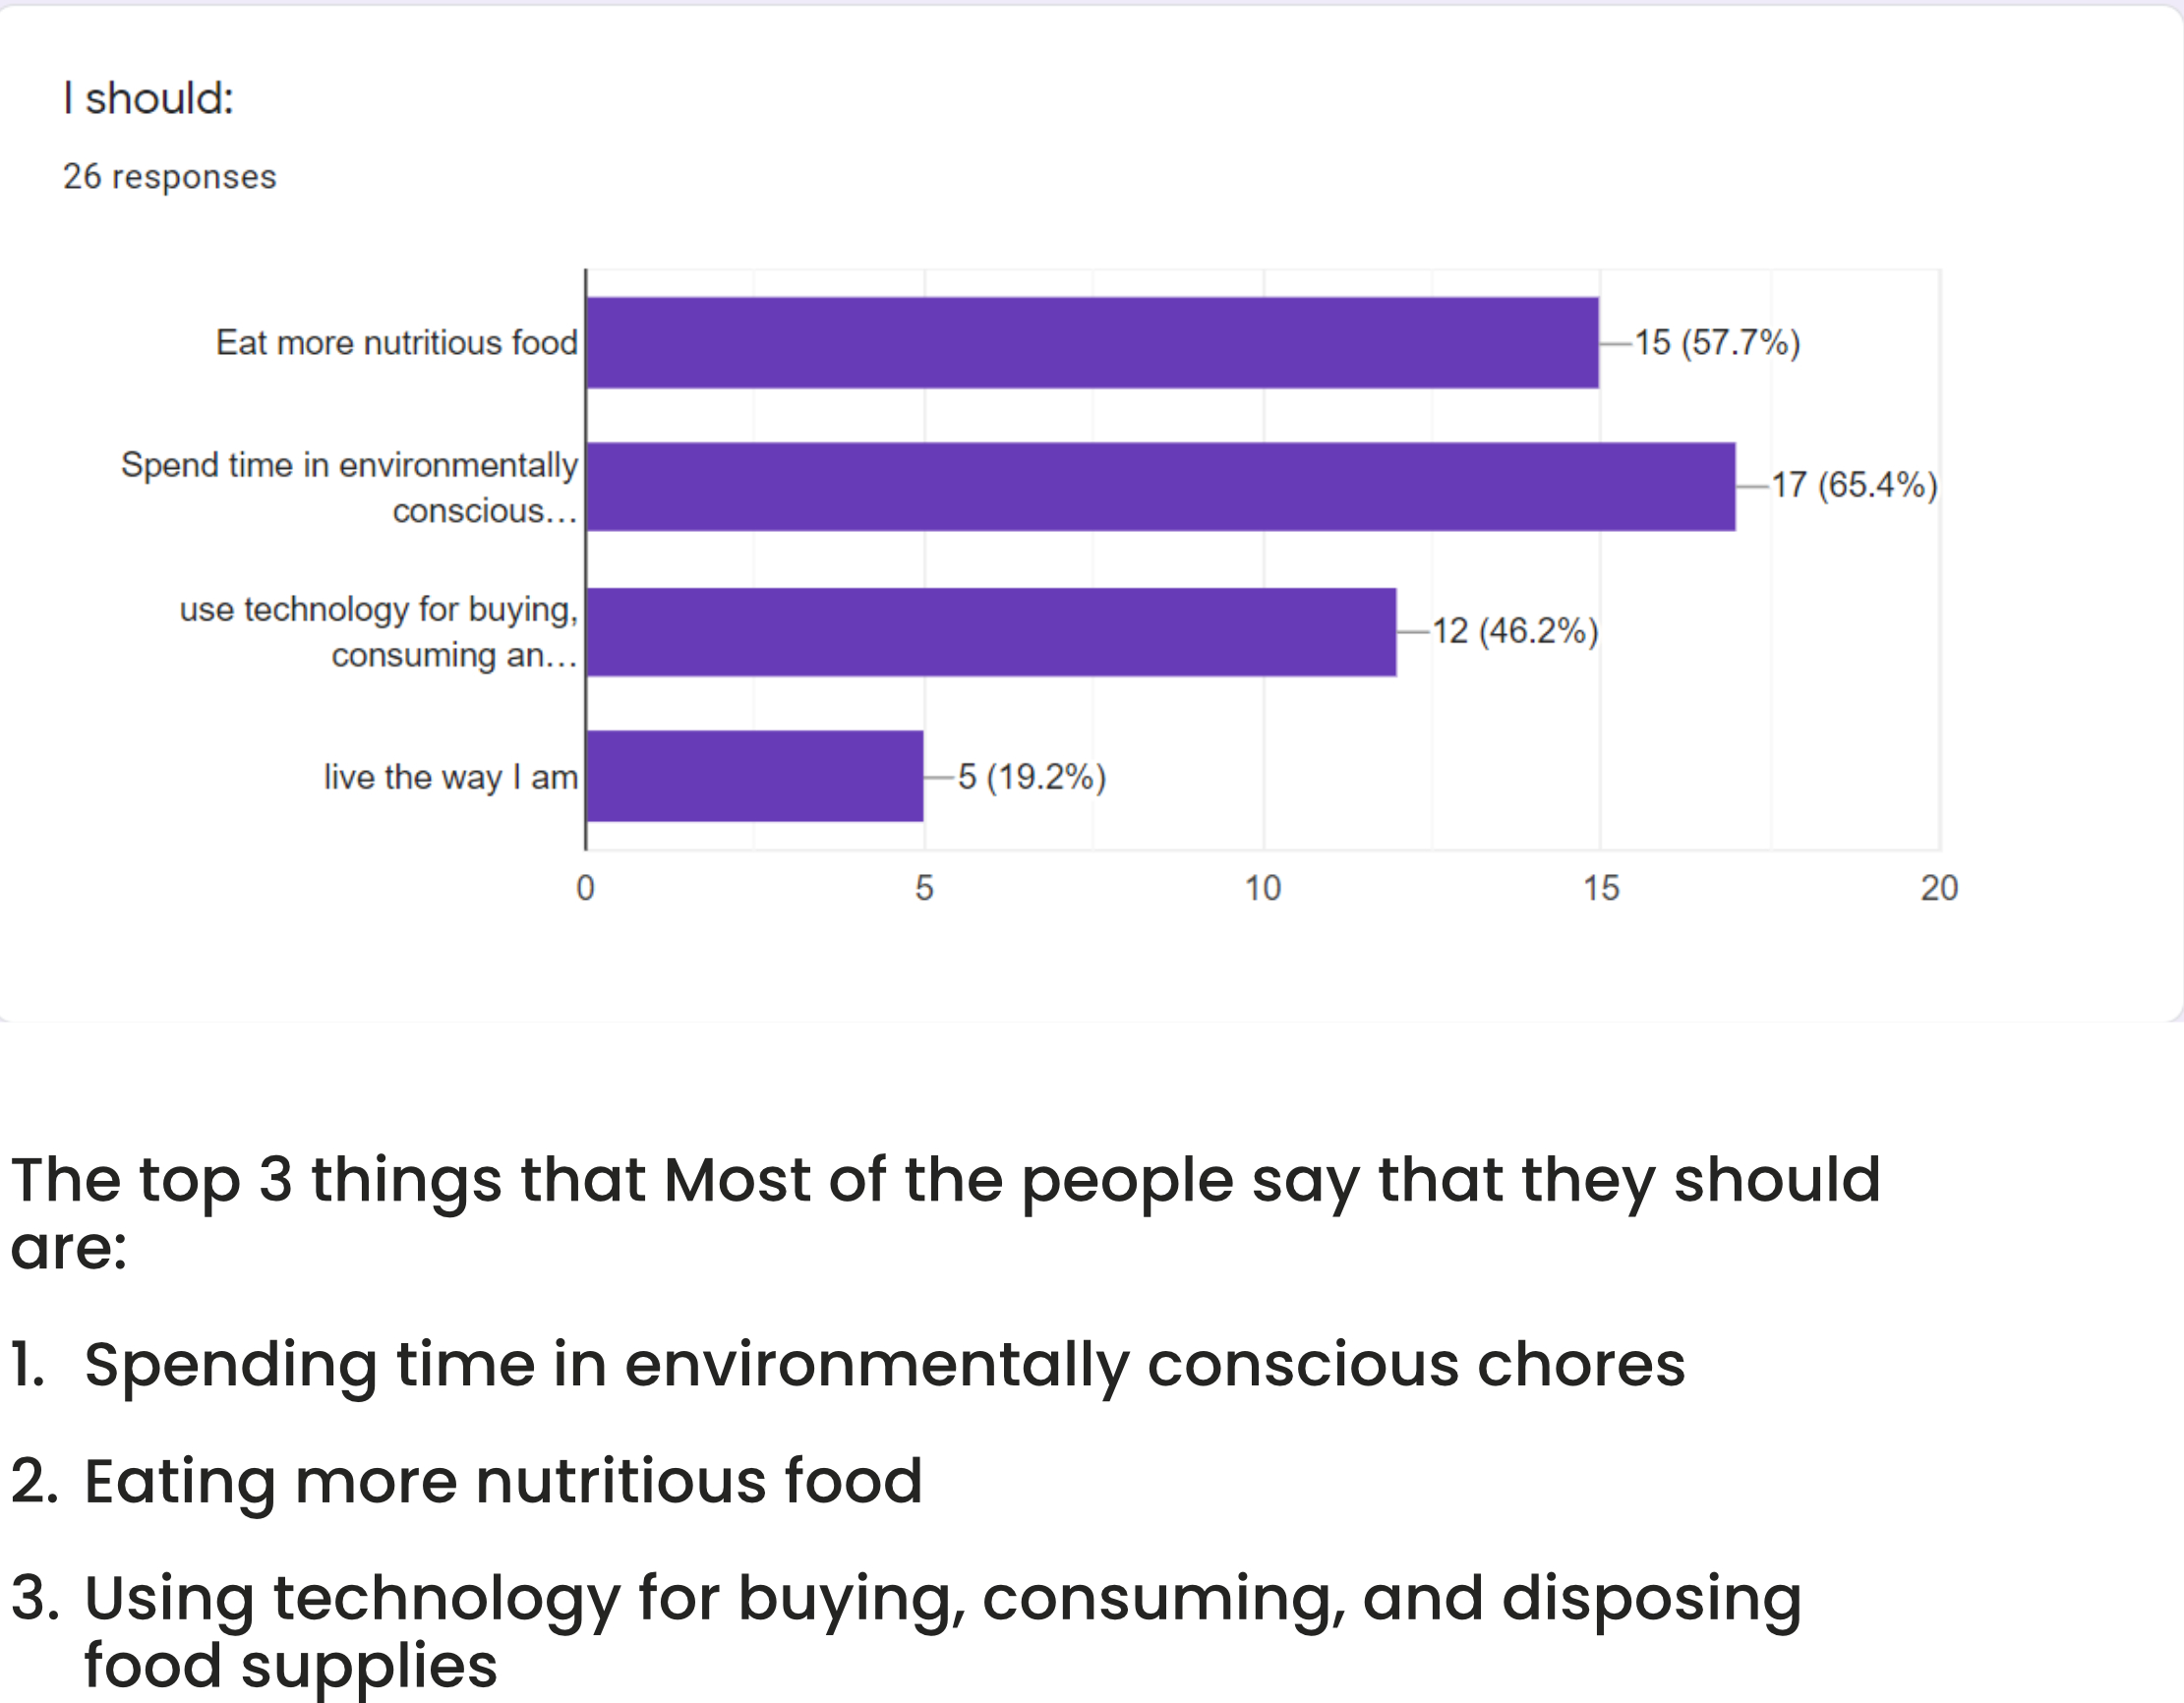 I should:
26 responses
Eat more nutritious food
15 (57.7%)
Spend time in environmentally
conscious…
17 (65.4%)
use technology for buying,
consuming an…
12 (46.2%)
live the way I am
5 (19.2%)
0 5 10 15 20
The top 3 things that Most of the people say that they should
are:
1. Spending time in environmentally conscious chores
2. Eating more nutritious food
3. Using technology for buying, consuming, and disposing
food supplies